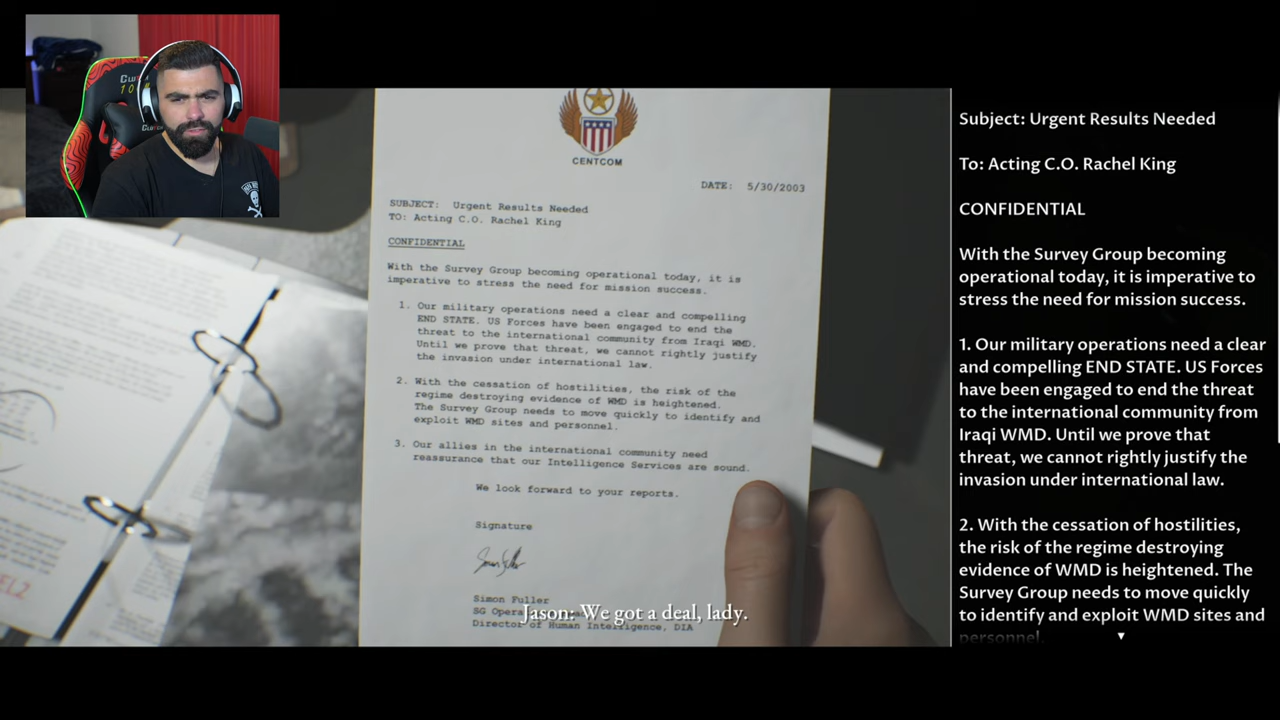 CENTCOM
DATE: 5/30/2003
SUBJECT: Urgent Results Needed
TO: Acting C.O. Rachel King
CONFIDENTIAL
With the Survey Group becoming operational today, it is
imperative to stress the need for mission success.
1. Our military operations need a clear and compelling
END STATE. US Forces have been engaged to end the
threat to the international community from Iraqi WMD.
Until we prove that threat, we cannot rightly justify
the invasion under international law.
2. With the cessation of hostilities, the risk of the
regime destroying evidence of WMD is heightened.
The Survey Group needs to move quickly to identify and
exploit WMD sites and personnel.
3. Our allies in the international community need
reassurance that our Intelligence Services are sound.
We look forward to your reports.
Signature
Simon Fuller
SG Opera
Director of Human Intelligence, DIA
Jason: We got a deal, lady.
Subject: Urgent Results Needed
To: Acting C.O. Rachel King
CONFIDENTIAL
With the Survey Group becoming
operational today, it is imperative to
stress the need for mission success.
1. Our military operations need a clear
and compelling END STATE. US Forces
have been engaged to end the threat
to the international community from
Iraqi WMD. Until we prove that
threat, we cannot rightly justify the
invasion under international law.
2. With the cessation of hostilities,
the risk of the regime destroying
evidence of WMD is heightened. The
Survey Group needs to move quickly
to identify and exploit WMD sites and
personnel.